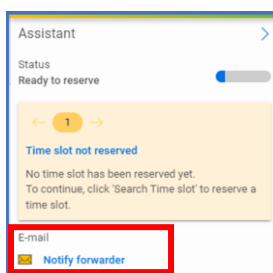 Assistant
Status
Ready to reserve
← 1 →
Time slot not reserved
No time slot has been reserved yet.
To continue, click 'Search Time slot' to reserve a
time slot.
E-mail
Notify forwarder